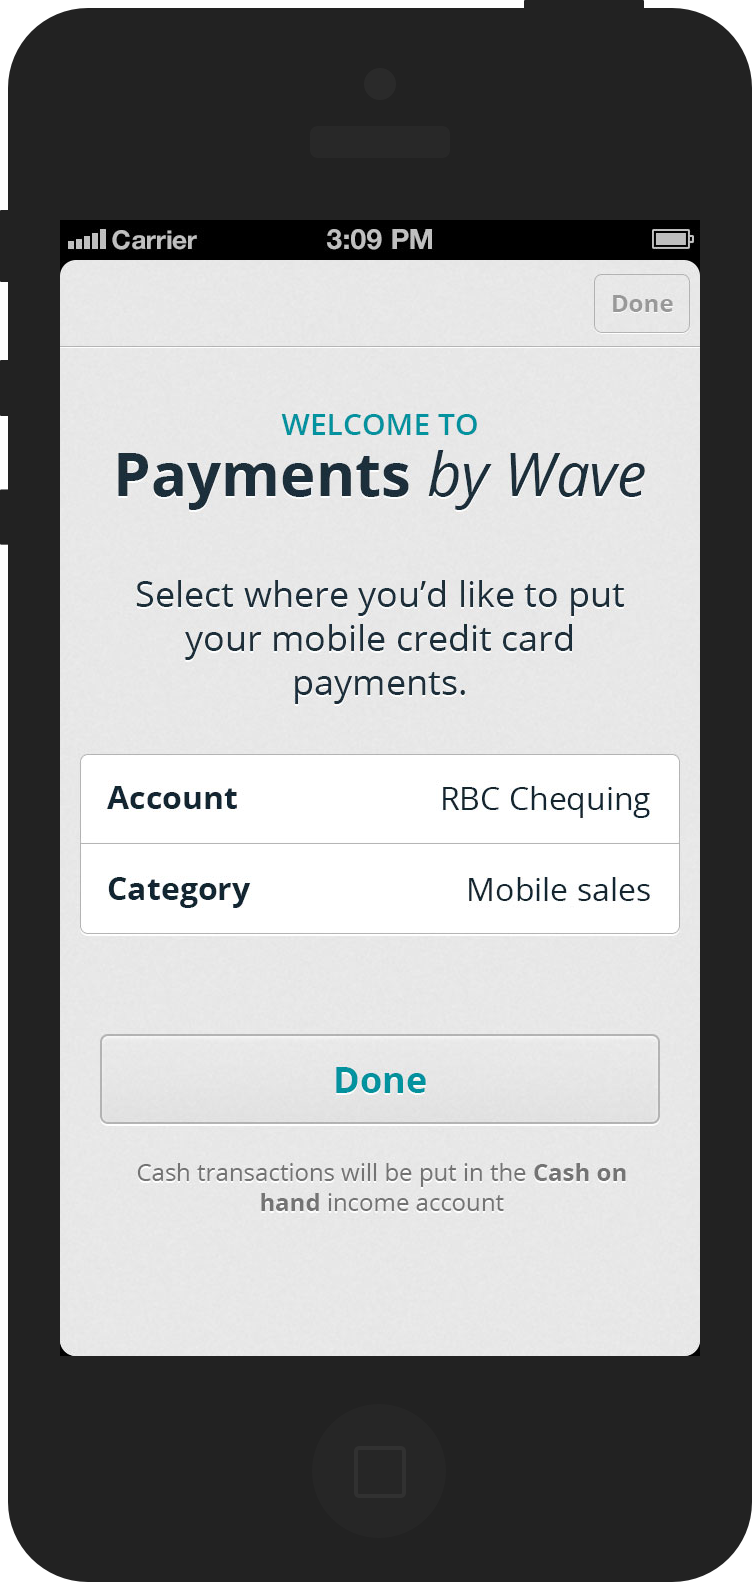 Carrier 3:09 PM
Done
WELCOME TO
Payments by Wave
Select where you’d like to put
your mobile credit card
payments.
Account RBC Chequing
Category Mobile sales
Done
Cash transactions will be put in the Cash on
hand income account